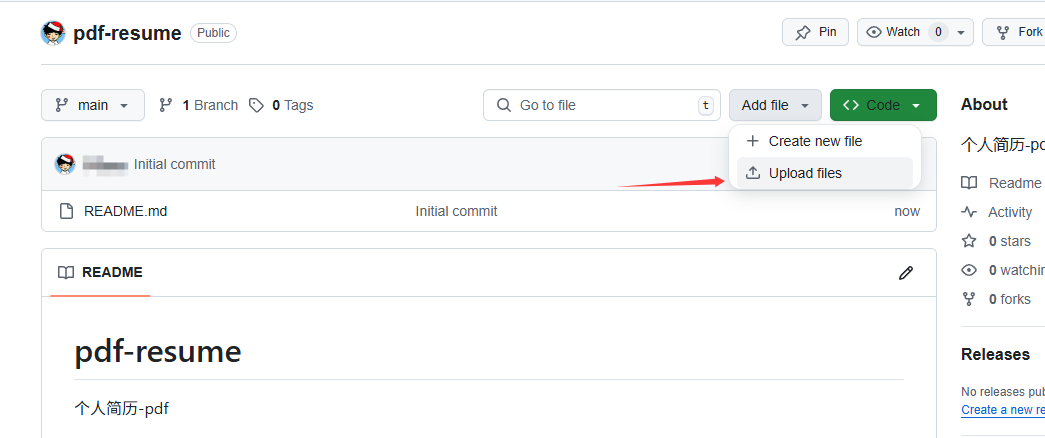 pdf-resume Public Pin Watch 0 Fork
main 1 Branch 0 Tags Go to file t Add file Code About
Create new file
个人简历-pd
Initial commit
Upload files
Readme
README.md Initial commit now
Activity
0 stars
README
0 watchin
0 forks
pdf-resume
Releases
个人简历-pdf
No releases pub
Create a new re